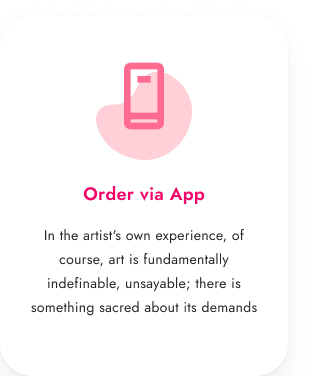 Order via App
In the artist's own experience, of
course, art is fundamentally
indefinable, unsayable; there is
something sacred about its demands